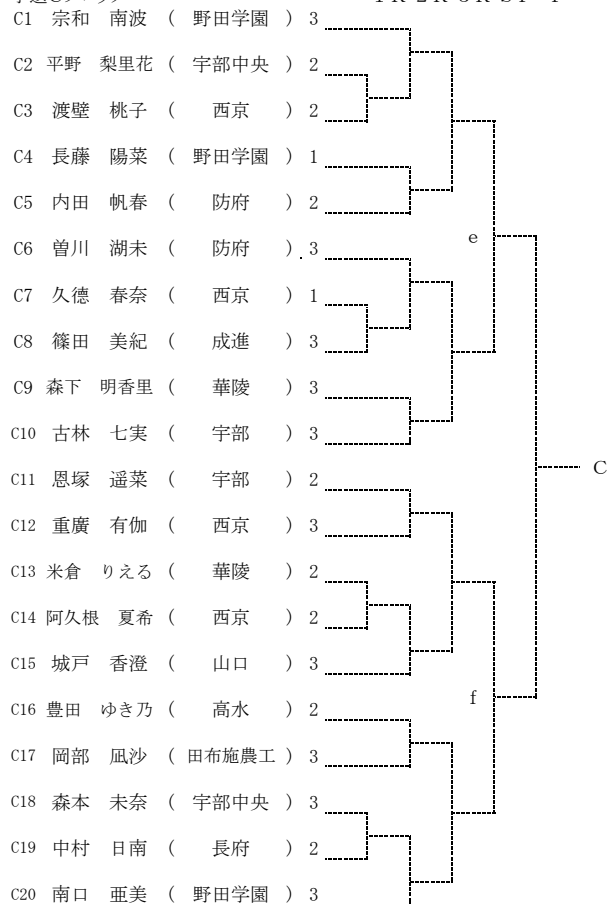 C1 宗和 南波 ( 野田学園 ) 3
C2 平野 梨里花 ( 宇部中央 ) 2
C3 渡壁 桃子 ( 西京 ) 2
C4 長藤 陽菜 ( 野田学園 ) 1
C5 内田 帆春 ( 防府 ) 2
C6 曽川 湖未 ( 防府 ) 3
e
C7 久德 春奈 ( 西京 ) 1
C8 篠田 美紀 ( 成進 ) 3
C9 森下 明香里 ( 華陵 ) 3
C10 古林 七実 ( 宇部 ) 3
C
C11 恩塚 遥菜 ( 宇部 ) 2
C12 重廣 有伽 ( 西京 ) 3
C13 米倉 りえる ( 華陵 ) 2
C14 阿久根 夏希 ( 西京 ) 2
C15 城戸 香澄 ( 山口 ) 3
f
C16 豊田 ゆき乃 ( 高水 ) 2
C17 岡部 凪沙 ( 田布施農工 ) 3
C18 森本 未奈 ( 宇部中央 ) 3
C19 中村 日南 ( 長府 ) 2
C20 南口 亜美 ( 野田学園 ) 3